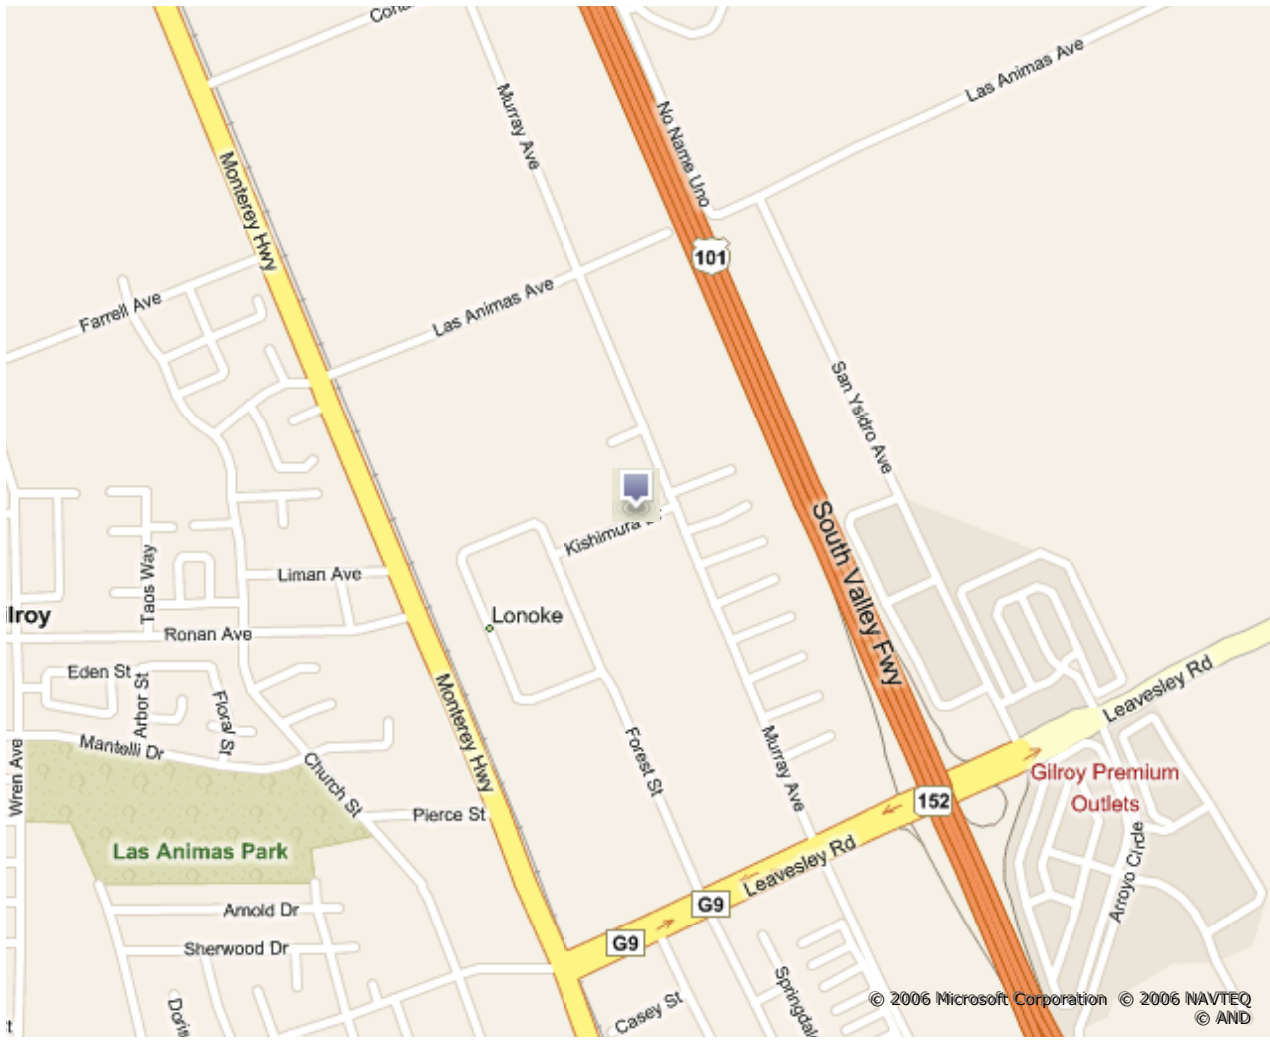 Murray Ave
Las Animas Ave
No Name Uno
Monterey Hwy
101
Farrell Ave
Las Animas Ave
San Ysidro Ave
South Valley Fwy
Kishimura Dr
Taos Way
Liman Ave
Lonoke
ilroy
Ronan Ave
Eden St
Arbor St
Floral St
Leavesley Rd
Monterey Hwy
Mantelli Dr
Wren Ave
Church St
Forest St
Murray Ave
Gilroy Premium
Outlets
152
Pierce St
Las Animas Park
Leavesley Rd
Arroyo Circle
G9
Arnold Dr
G9
Sherwood Dr
Casey St
© 2006 Microsoft Corporation © 2006 NAVTEQ
© AND